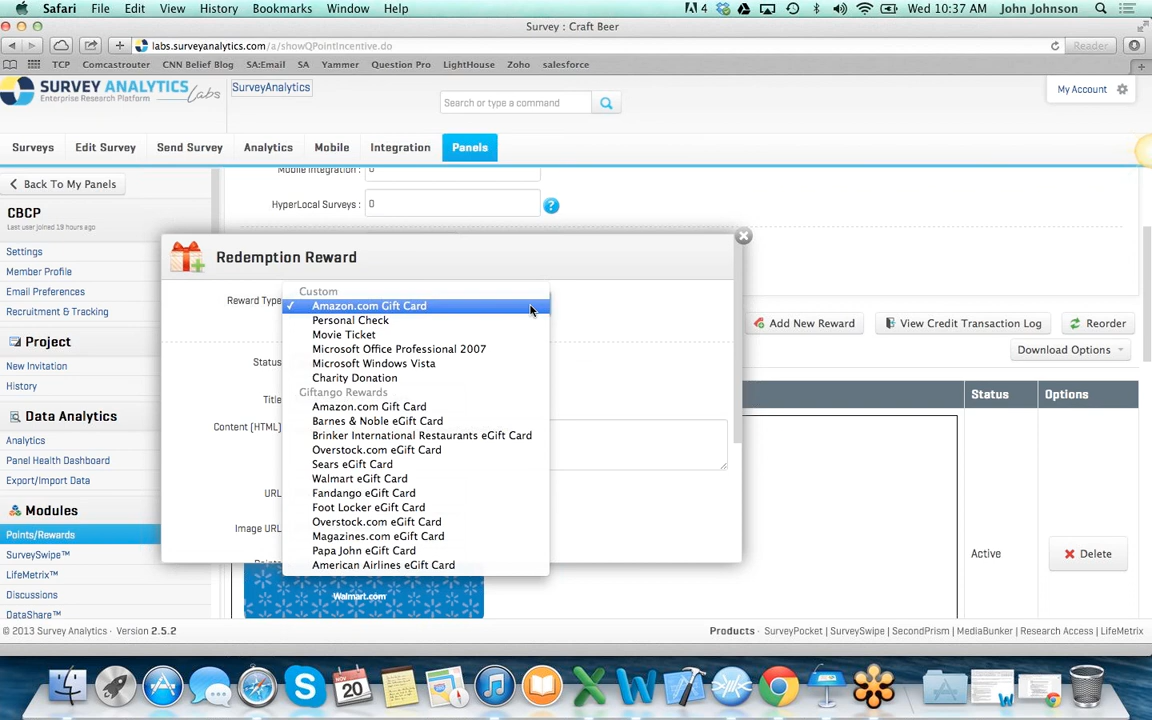 Safari File Edit View History Bookmarks Window Help 4 Wed 10:37 AM John Johnson
Survey : Craft Beer
labs.surveyanalytics.com/a/showQPointIncentive.do Reader
TCP Comcastrouter CNN Belief Blog SA:Email SA Yammer Question Pro LightHouse Zoho salesforce
SURVEY ANALYTICS Labs
Enterprise Research Platform
SurveyAnalytics
Search or type a command
My Account
Surveys Edit Survey Send Survey Analytics Mobile Integration Panels
Back To My Panels
CBCP
Last user joined 19 hours ago
Settings
Member Profile
Email Preferences
Recruitment & Tracking
Project
New Invitation
History
Data Analytics
Analytics
Panel Health Dashboard
Export/Import Data
Modules
Points/Rewards
SurveySwipe™
LifeMetrix™
Discussions
DataShare™
Mobile Integration : 0
HyperLocal Surveys : 0 ?
Redemption Reward
Reward Type
Status
Title
Content (HTML)
URL
Image URL
Custom
✓ Amazon.com Gift Card
Personal Check
Movie Ticket
Microsoft Office Professional 2007
Microsoft Windows Vista
Charity Donation
Giftango Rewards
Amazon.com Gift Card
Barnes & Noble eGift Card
Brinker International Restaurants eGift Card
Overstock.com eGift Card
Sears eGift Card
Walmart eGift Card
Fandango eGift Card
Foot Locker eGift Card
Overstock.com eGift Card
Magazines.com eGift Card
Papa John eGift Card
American Airlines eGift Card
Walmart.com
Add New Reward View Credit Transaction Log Reorder
Download Options
Status Options
Active Delete
© 2013 Survey Analytics · Version 2.5.2
Products · SurveyPocket | SurveySwipe | SecondPrism | MediaBunker | Research Access | LifeMetrix
NOV
20